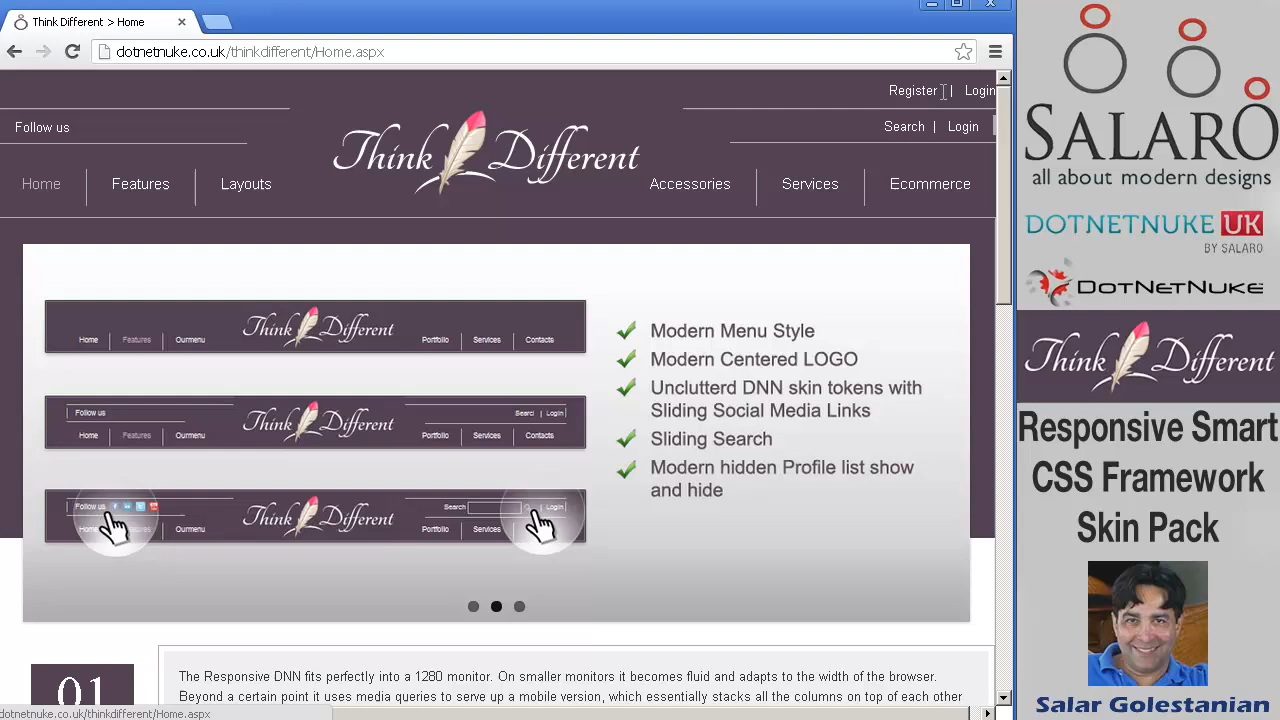 Think Different > Home
dotnetnuke.co.uk/thinkdifferent/Home.aspx
Register | Login
Follow us
Think Different
Search | Login
Home
Features
Layouts
Accessories
Services
Ecommerce
Think Different
Home Features Ourmenu
Portfolio Services Contacts
Follow us
Think Different
Searcl | Login
Home Features Ourmenu
Portfolio Services Contacts
Follow us
Think Different
Search
Login
Home Ourmenu
Portfolio Services
Modern Menu Style
Modern Centered LOGO
Unclutterd DNN skin tokens with
Sliding Social Media Links
Sliding Search
Modern hidden Profile list show
and hide
01
The Responsive DNN fits perfectly into a 1280 monitor. On smaller monitors it becomes fluid and adapts to the width of the browser.
Beyond a certain point it uses media queries to serve up a mobile version, which essentially stacks all the columns on top of each other
dotnetnuke.co.uk/thinkdifferent/Home.aspx
SALARO
all about modern designs
DOTNETNUKE UK
BY SALARO
DOTNETNUKE
Think Different
Responsive Smart
CSS Framework
Skin Pack
Salar Golestanian